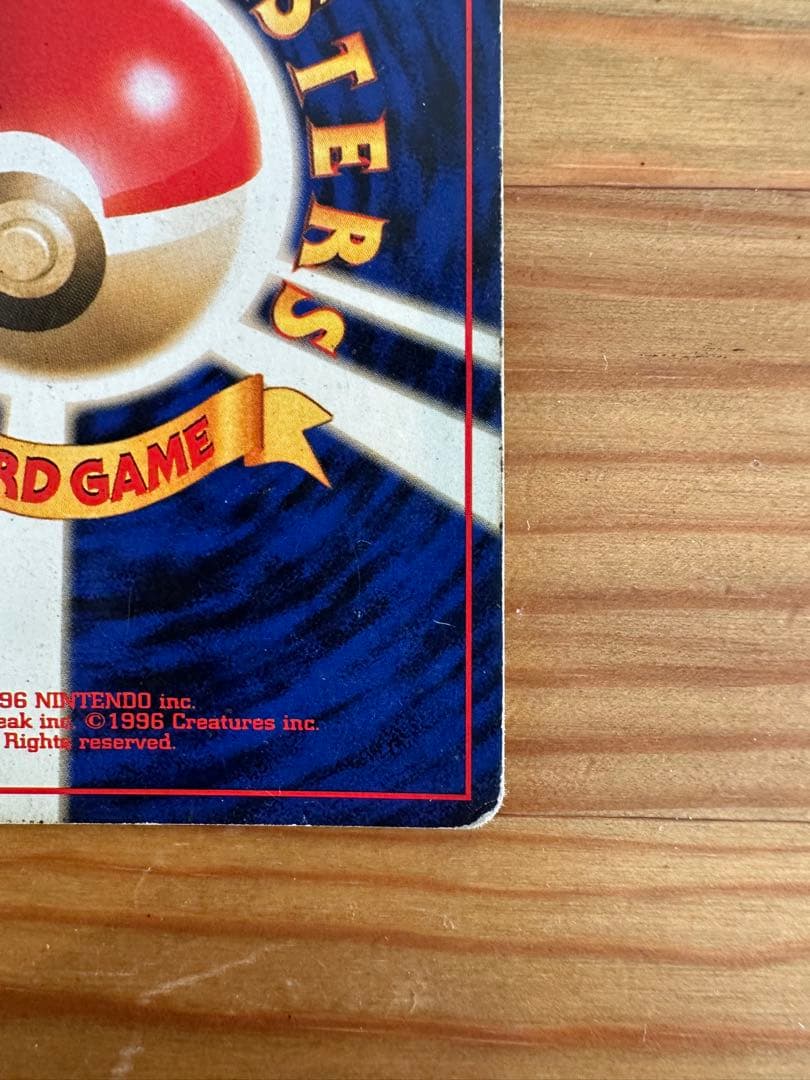 STERS
RD GAME
96 NINTENDO inc.
eak inc. ©1996 Creatures inc.
Rights reserved.